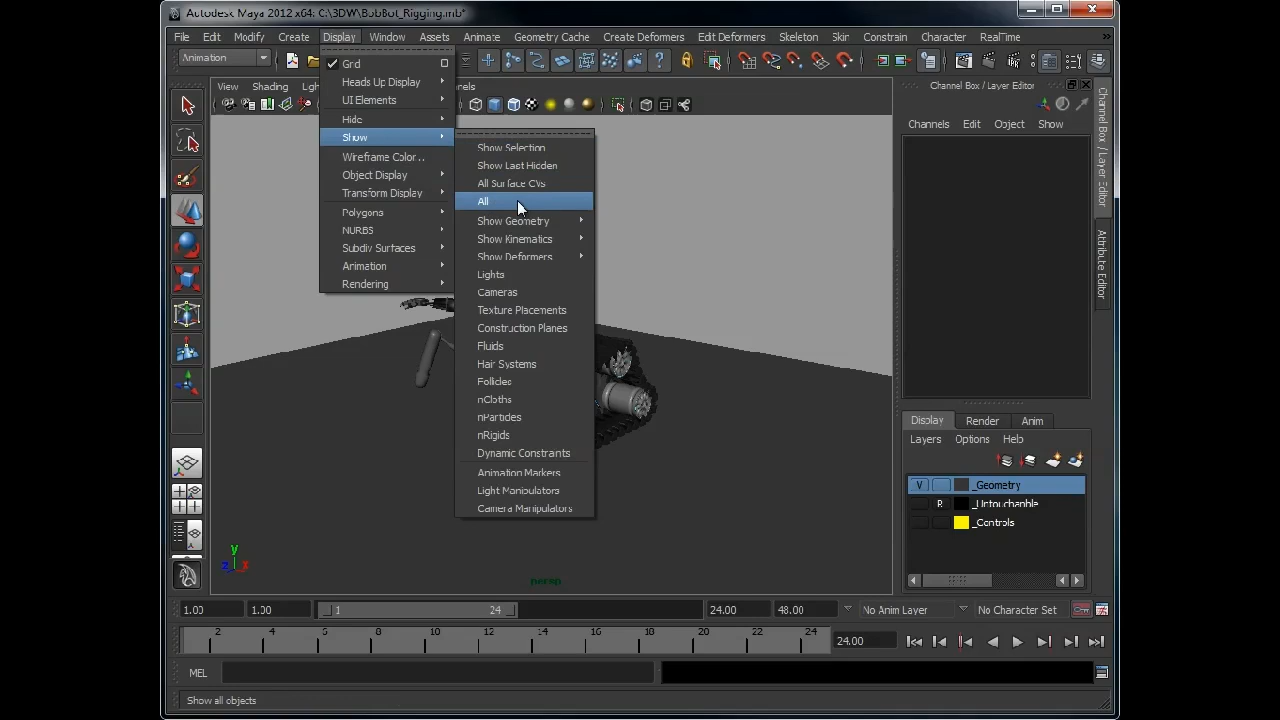 Autodesk Maya 2012 x64: C:\3DW\BobBot_Rigging.mb*
File Edit Modify Create Display Window Assets Animate Geometry Cache Create Deformers Edit Deformers Skeleton Skin Constrain Character RealTime »
Animation
View Shading
Channel Box / Layer Editor
Channels Edit Object Show
Grid
Heads Up Display
UI Elements
Hide
Show
Wireframe Color...
Object Display
Transform Display
Polygons
NURBS
Subdiv Surfaces
Animation
Rendering
Show Selection
Show Last Hidden
All Surface CVs
All
Show Geometry
Show Kinematics
Show Deformers
Lights
Cameras
Texture Placements
Construction Planes
Fluids
Hair Systems
Follicles
nCloths
nParticles
nRigids
Dynamic Constraints
Animation Markers
Light Manipulators
Camera Manipulators
Channel Box / Layer Editor
Attribute Editor
Display Render Anim
Layers Options Help
V _Geometry
R _Untouchable
_Controls
y
z x
persp
1.00 1.00 1 24 24.00 48.00 No Anim Layer No Character Set
2 4 6 8 10 12 14 16 18 20 22 24 24.00
MEL
Show all objects